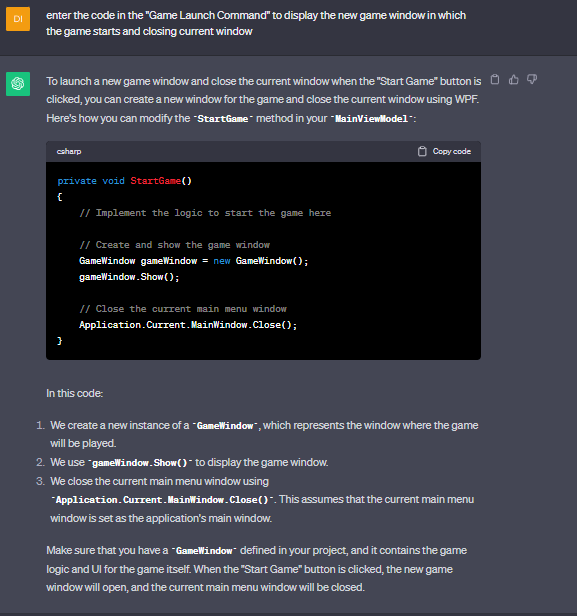 DI
enter the code in the "Game Launch Command" to display the new game window in which
the game starts and closing current window
To launch a new game window and close the current window when the "Start Game" button is
clicked, you can create a new window for the game and close the current window using WPF.
Here's how you can modify the `StartGame` method in your `MainViewModel`:
csharp
Copy code
private void StartGame()
{
// Implement the logic to start the game here
// Create and show the game window
GameWindow gameWindow = new GameWindow();
gameWindow.Show();
// Close the current main menu window
Application.Current.MainWindow.Close();
}
In this code:
1. We create a new instance of a `GameWindow`, which represents the window where the game
will be played.
2. We use `gameWindow.Show()` to display the game window.
3. We close the current main menu window using
`Application.Current.MainWindow.Close()`. This assumes that the current main menu
window is set as the application's main window.
Make sure that you have a `GameWindow` defined in your project, and it contains the game
logic and UI for the game itself. When the "Start Game" button is clicked, the new game
window will open, and the current main menu window will be closed.